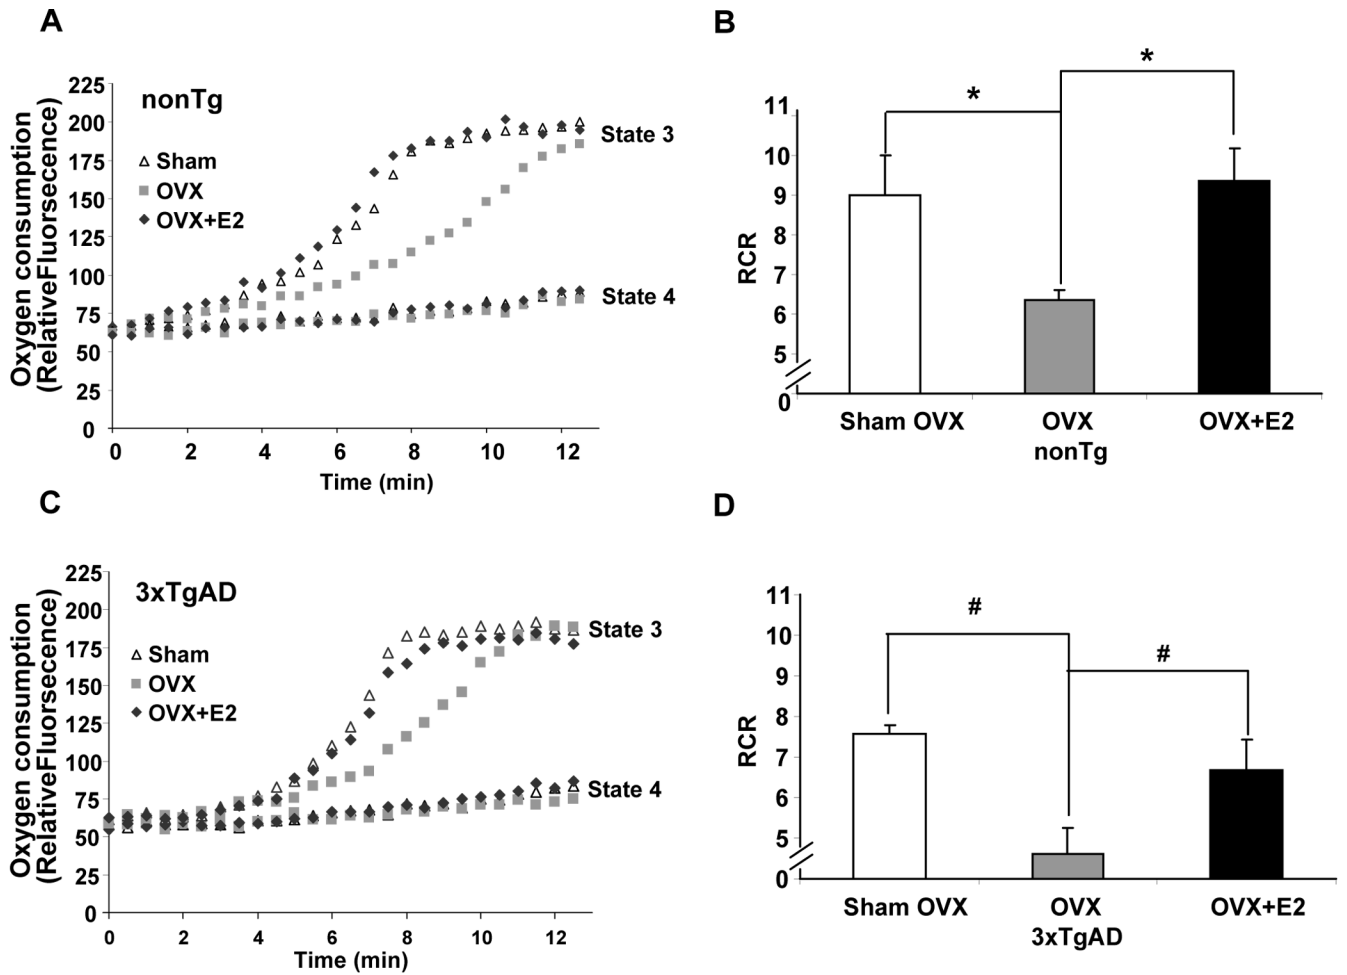 A
Oxygen consumption
(RelativeFluorsecence)
225
200
175
150
125
100
75
50
25
0
nonTg
Sham
OVX
OVX+E2
State 3
State 4
0 2 4 6 8 10 12
Time (min)
B
RCR
11
10
9
8
7
6
5
0
*
*
Sham OVX OVX OVX+E2
nonTg
C
Oxygen consumption
(RelativeFluorsecence)
225
200
175
150
125
100
75
50
25
0
3xTgAD
Sham
OVX
OVX+E2
State 3
State 4
0 2 4 6 8 10 12
Time (min)
D
RCR
11
10
9
8
7
6
5
0
#
#
Sham OVX OVX OVX+E2
3xTgAD